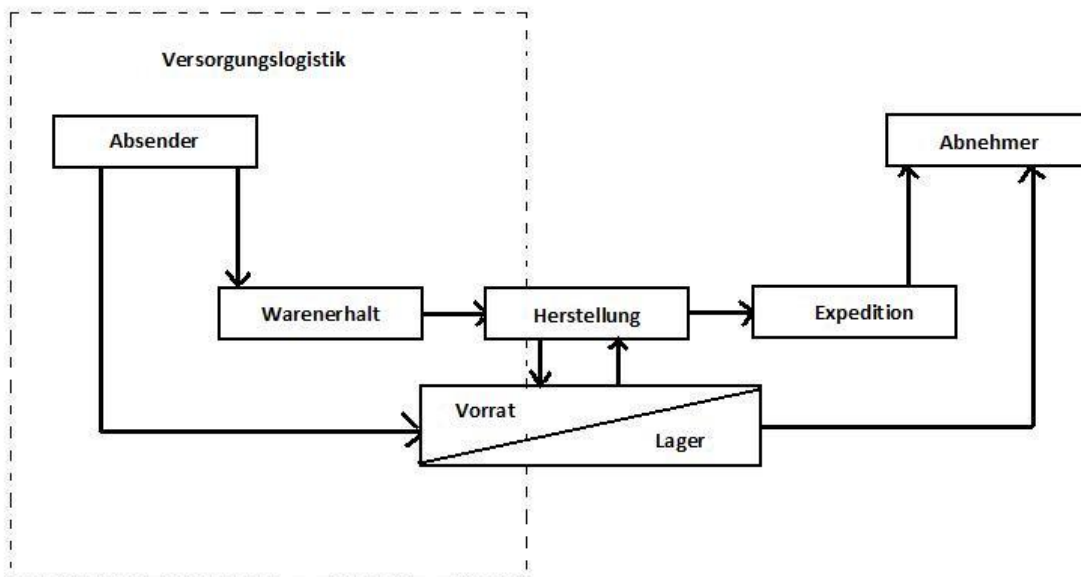 Versorgungslogistik
Absender
Abnehmer
Warenerhalt
Herstellung
Expedition
Vorrat
Lager